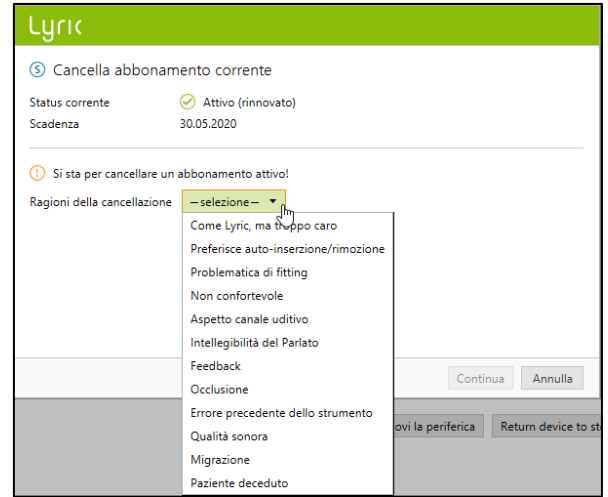 Lyric
Cancella abbonamento corrente
Status corrente Attivo (rinnovato)
Scadenza 30.05.2020
Si sta per cancellare un abbonamento attivo!
Ragioni della cancellazione —selezione—
Come Lyric, ma troppo caro
Preferisce auto-inserzione/rimozione
Problematica di fitting
Non confortevole
Aspetto canale uditivo
Intellegibilità del Parlato
Feedback
Continua Annulla
Occlusione
Errore precedente dello strumento
ovi la periferica Return device to
Qualità sonora
Migrazione
Paziente deceduto